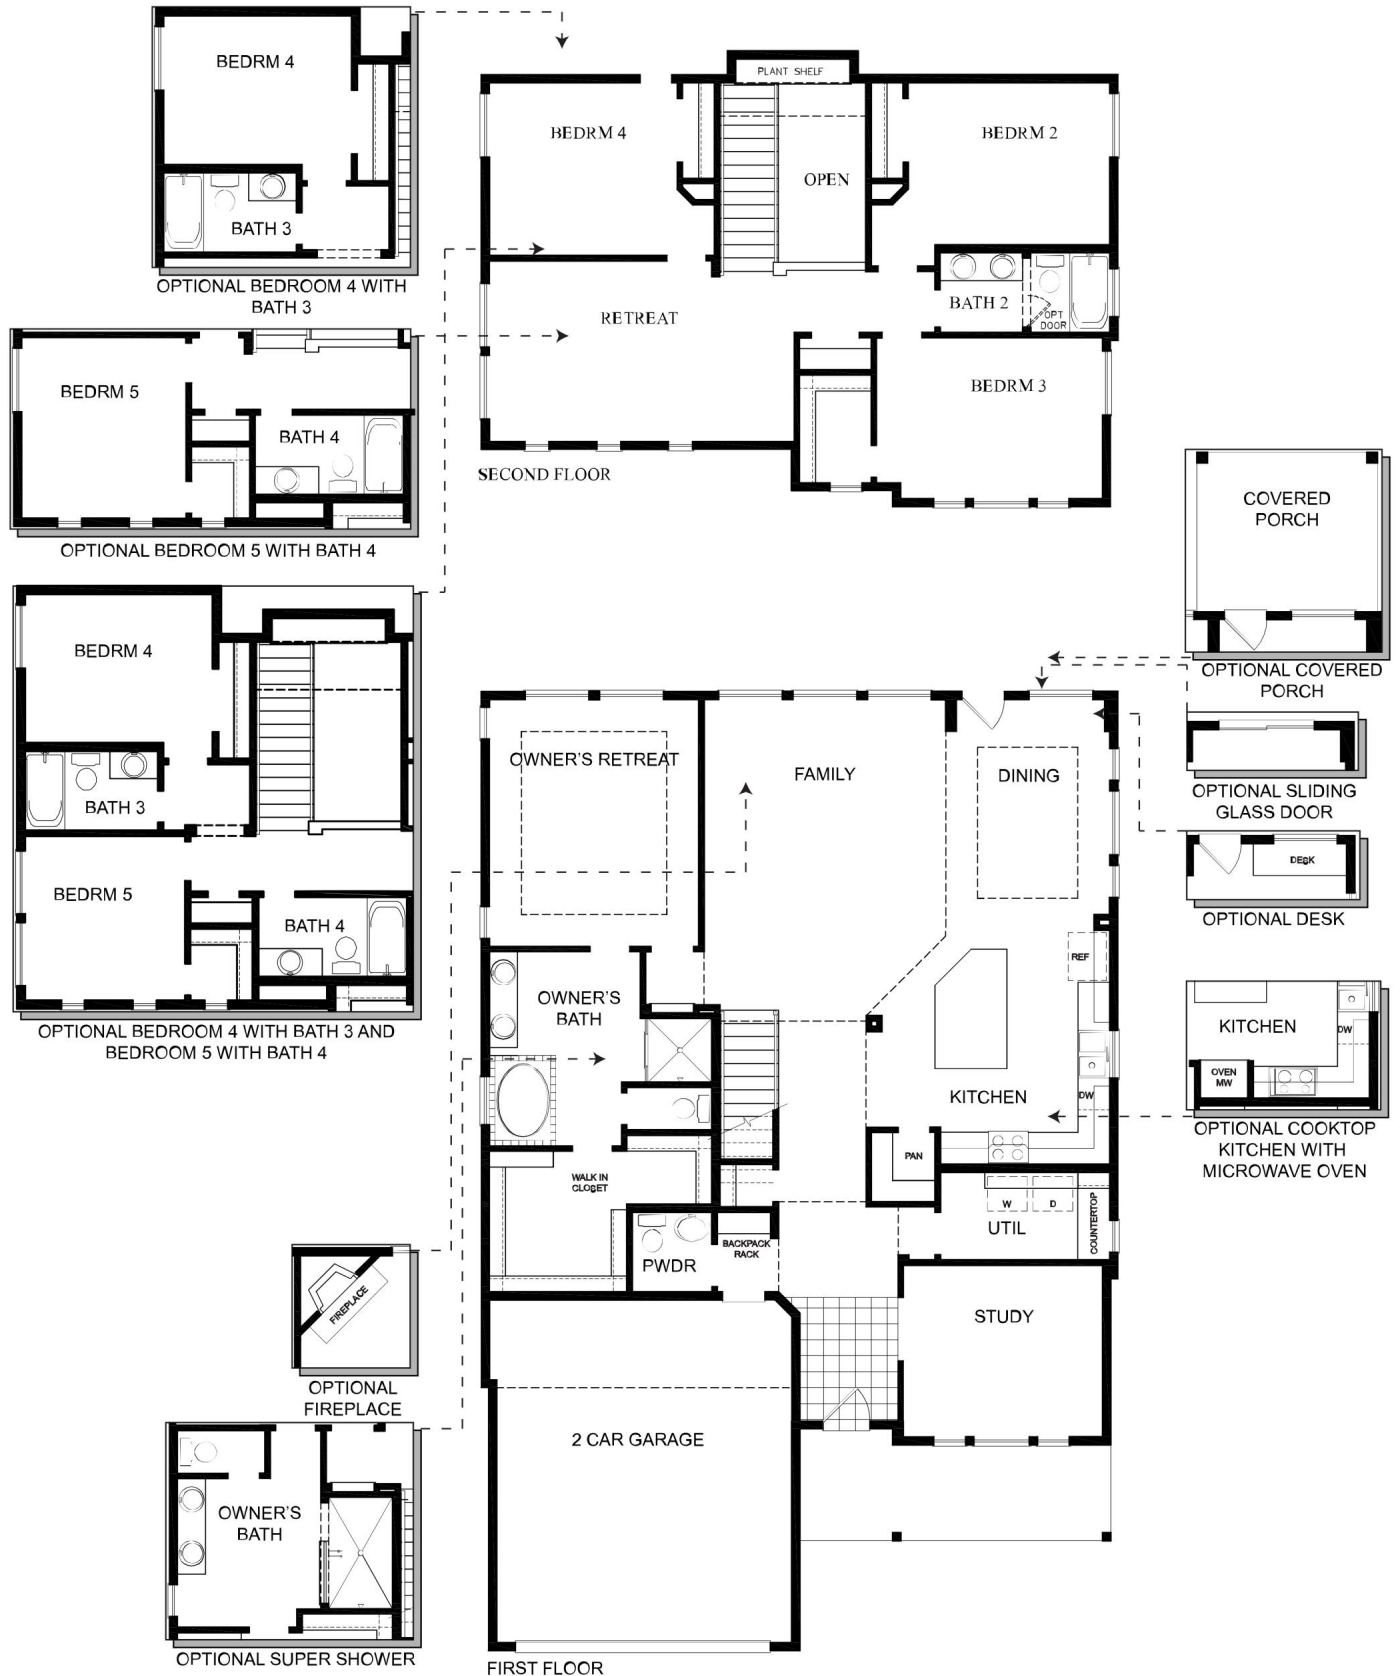 BEDRM 4
BATH 3
OPTIONAL BEDROOM 4 WITH
BATH 3
BEDRM 5
BATH 4
OPTIONAL BEDROOM 5 WITH BATH 4
BEDRM 4
BATH 3
BEDRM 5
BATH 4
OPTIONAL BEDROOM 4 WITH BATH 3 AND
BEDROOM 5 WITH BATH 4
PLANT SHELF
BEDRM 4
OPEN
BEDRM 2
RETREAT
BATH 2
OPT
DOOR
BEDRM 3
SECOND FLOOR
COVERED
PORCH
OPTIONAL COVERED
PORCH
OPTIONAL SLIDING
GLASS DOOR
DESK
OPTIONAL DESK
KITCHEN
DW
OVEN
MW
OPTIONAL COOKTOP
KITCHEN WITH
MICROWAVE OVEN
OWNER'S RETREAT
FAMILY
DINING
REF
OWNER'S
BATH
KITCHEN
DW
PAN
WALK IN
CLOSET
W
D
UTIL
COUNTERTOP
PWDR
BACKPACK
RACK
STUDY
2 CAR GARAGE
FIRST FLOOR
FIREPLACE
OPTIONAL
FIREPLACE
OWNER'S
BATH
OPTIONAL SUPER SHOWER